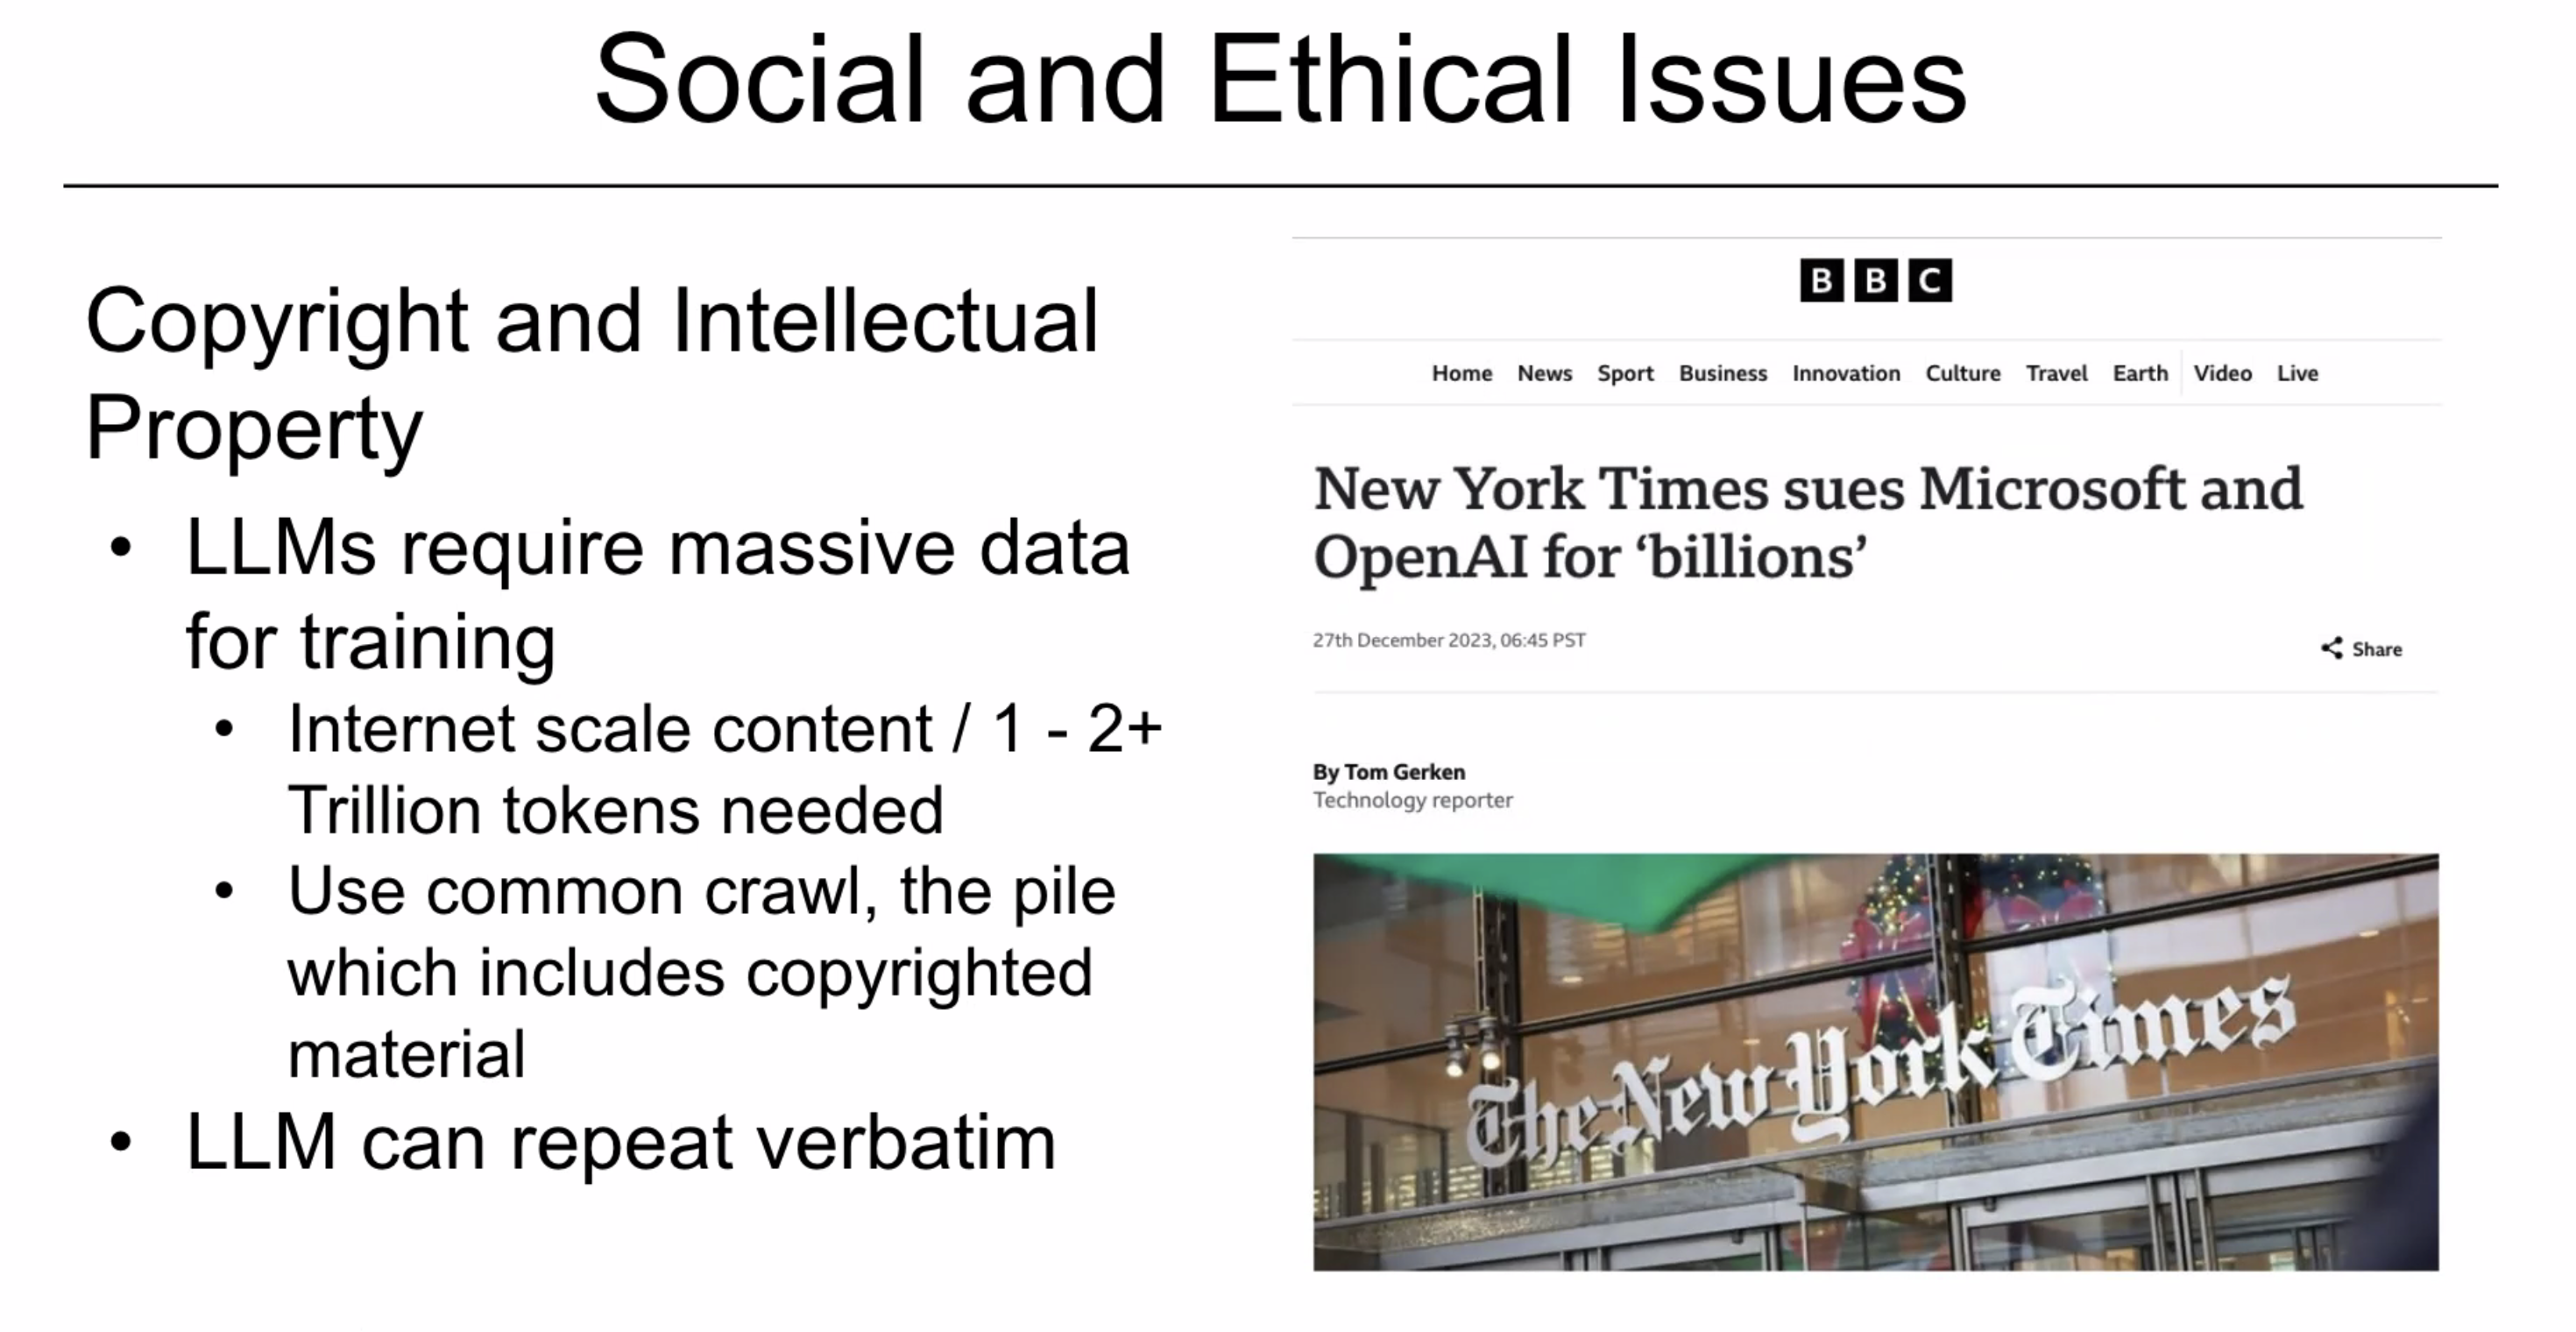 Social and Ethical Issues
Copyright and Intellectual
Property
• LLMs require massive data
for training
• Internet scale content / 1 - 2+
Trillion tokens needed
• Use common crawl, the pile
which includes copyrighted
material
• LLM can repeat verbatim
BBC
Home News Sport Business Innovation Culture Travel Earth Video Live
New York Times sues Microsoft and
OpenAI for ‘billions’
27th December 2023, 06:45 PST
Share
By Tom Gerken
Technology reporter
The New York Times